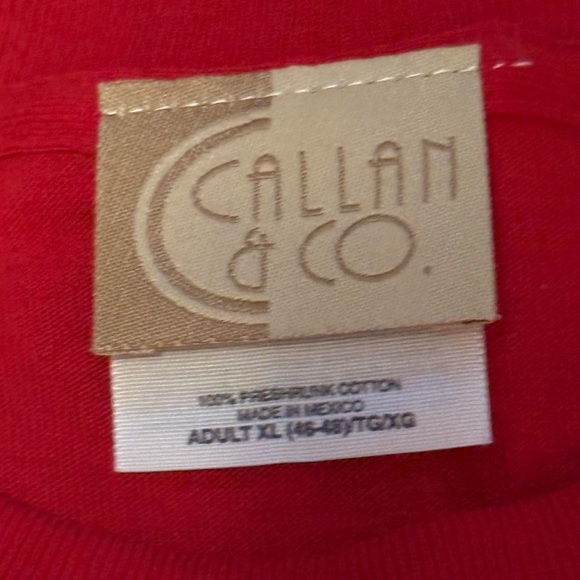 CALLAN
& CO.
100% PRESHRUNK COTTON
MADE IN MEXICO
ADULT XL (46-48)/TG/XG